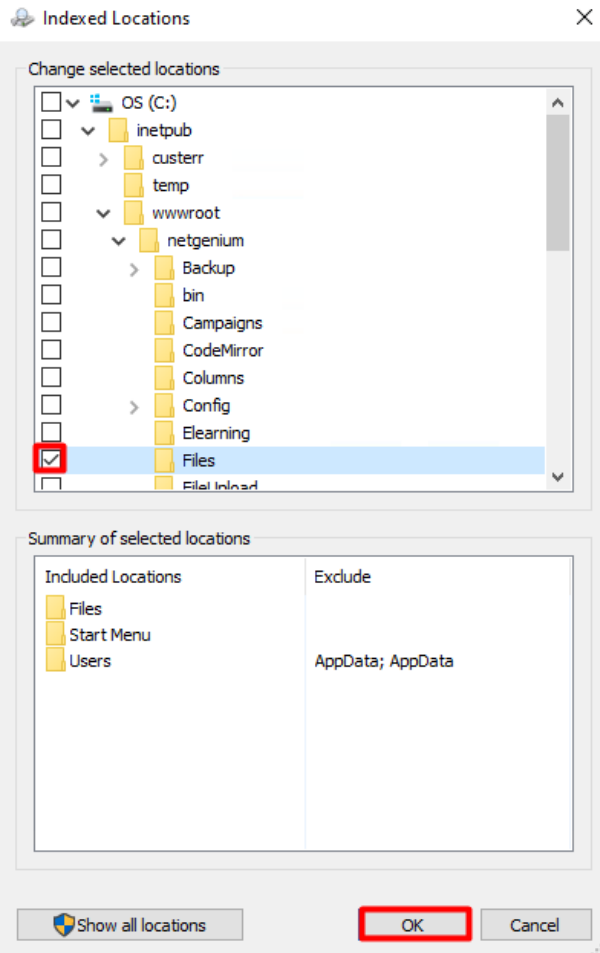 Indexed Locations
Change selected locations
OS (C:)
inetpub
custerr
temp
wwwroot
netgenium
Backup
bin
Campaigns
CodeMirror
Columns
Config
Elearning
Files
FileUpload
Summary of selected locations
Included Locations Exclude
Files
Start Menu
Users AppData; AppData
Show all locations OK Cancel